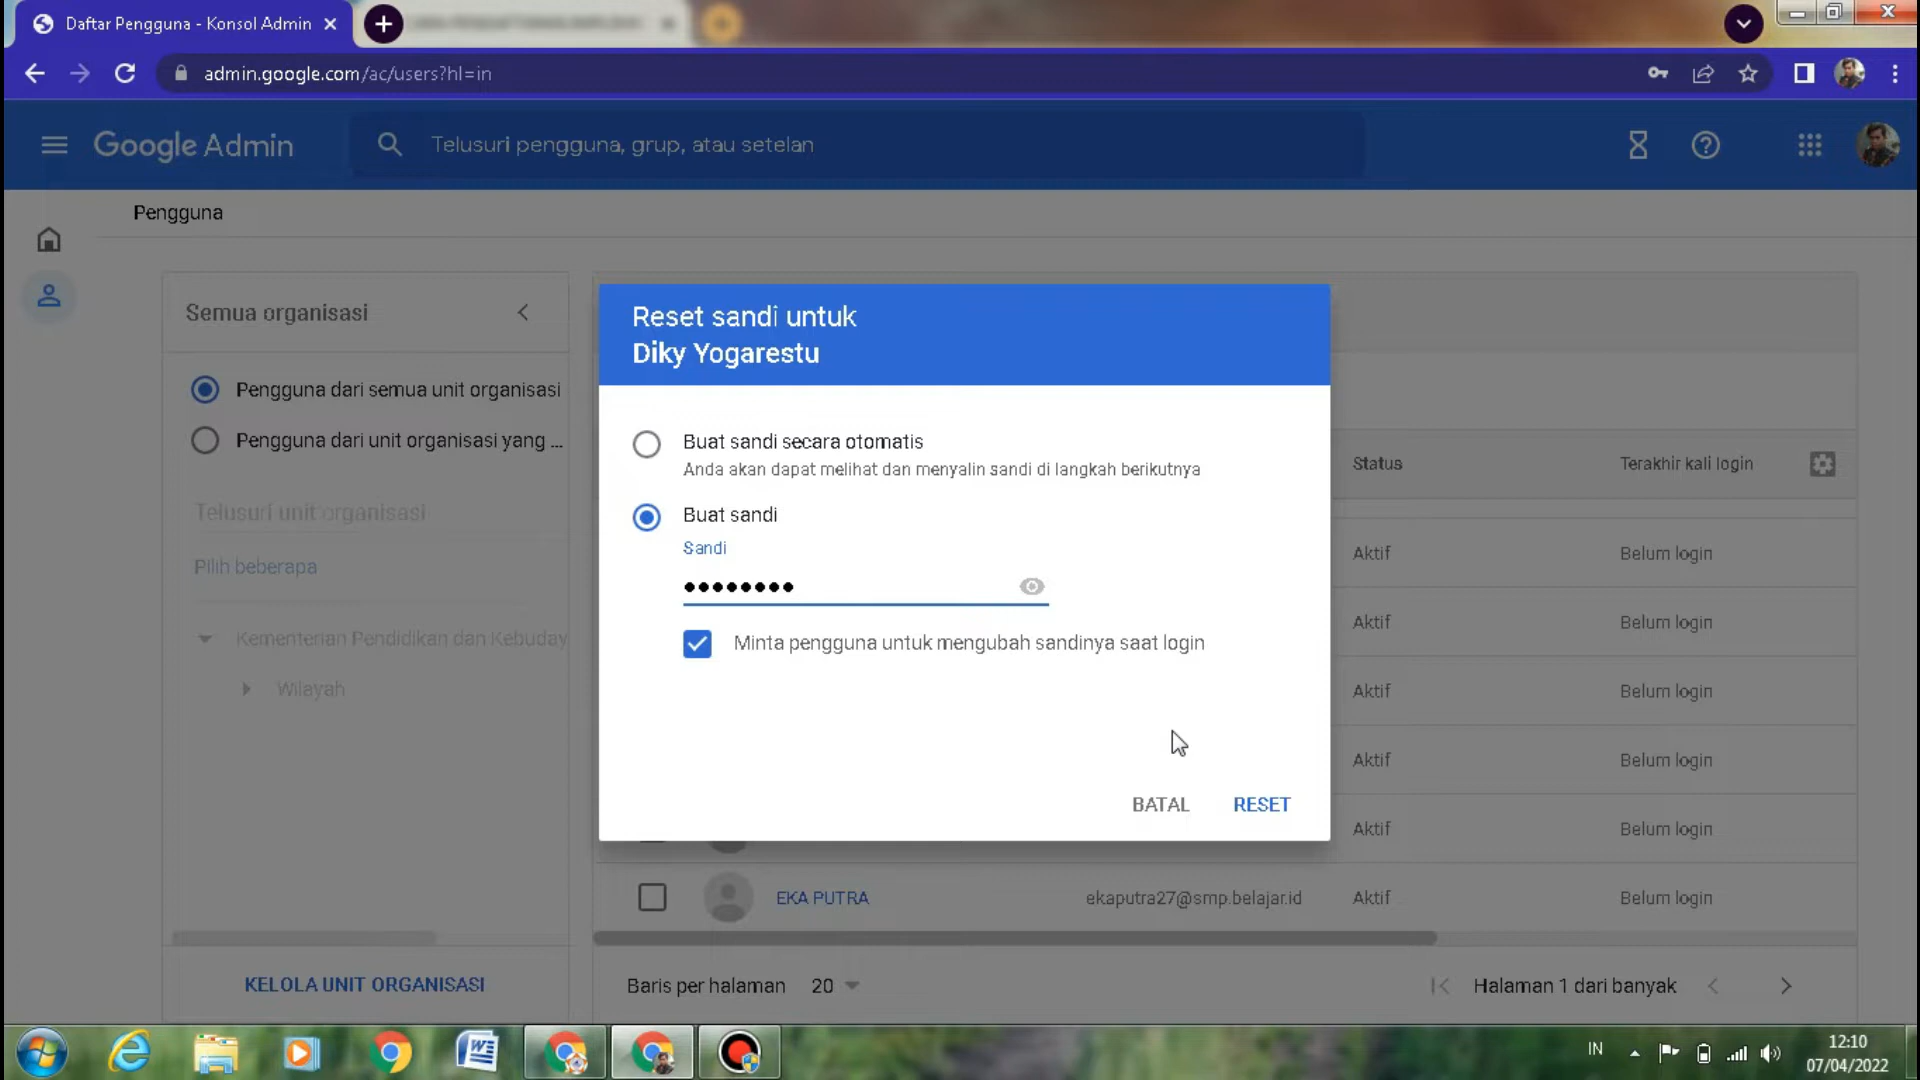 Daftar Pengguna - Konsol Admin
admin.google.com/ac/users?hl=in
Google Admin
Telusuri pengguna, grup, atau setelan
Pengguna
Semua organisasi
Pengguna dari semua unit organisasi
Pengguna dari unit organisasi yang ...
Telusuri unit organisasi
Pilih beberapa
Kementerian Pendidikan dan Kebuday
Wilayah
KELOLA UNIT ORGANISASI
Reset sandi untuk
Diky Yogarestu
Buat sandi secara otomatis
Anda akan dapat melihat dan menyalin sandi di langkah berikutnya
Buat sandi
Sandi
••••••••
Minta pengguna untuk mengubah sandinya saat login
BATAL RESET
Status Terakhir kali login
Aktif Belum login
Aktif Belum login
Aktif Belum login
Aktif Belum login
Aktif Belum login
EKA PUTRA ekaputra27@smp.belajar.id Aktif Belum login
Baris per halaman 20 Halaman 1 dari banyak
IN 12:10
07/04/2022